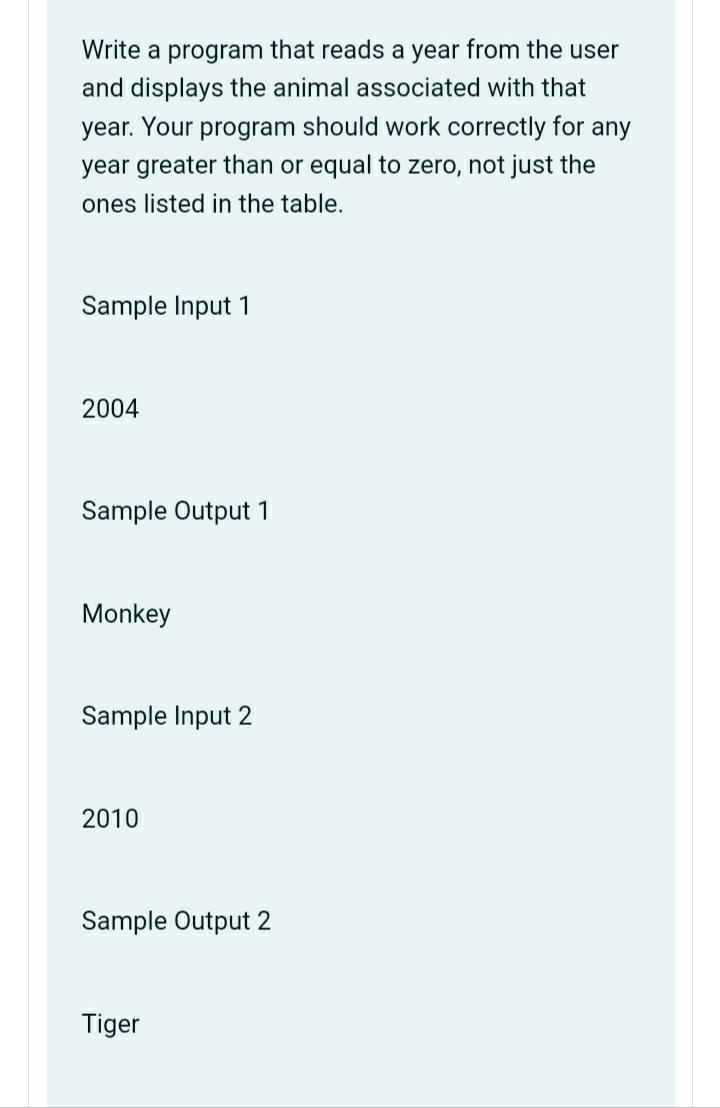 Write a program that reads a year from the user
and displays the animal associated with that
year. Your program should work correctly for any
year greater than or equal to zero, not just the
ones listed in the table.
Sample Input 1
2004
Sample Output 1
Monkey
Sample Input 2
2010
Sample Output 2
Tiger